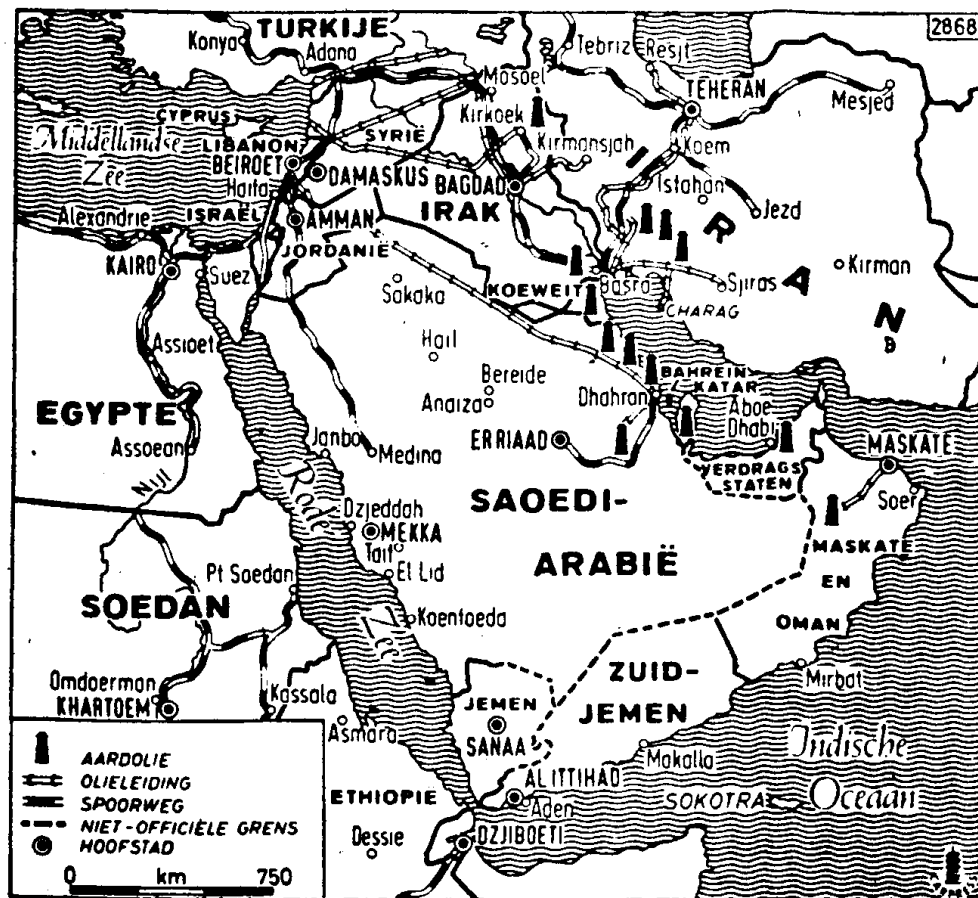 TURKIJE
2868
Konya
Adana
Tebriz
Resjt
Mosoel
TEHERAN
Mesjed
Kirkoek
CYPRUS
SYRIË
Kirmansjah
Koem
Middellandse
Zee
LIBANON
BEIROET
DAMASKUS
BAGDAD
Isfahan
IRAN
Haifa
IRAK
Jezd
Alexandrie
ISRAËL
AMMAN
JORDANIË
KAIRO
Suez
Sakaka
KOEWEIT
Basra
Sjiras
Kirman
CHARAG
Hail
Assioet
Bereide
BAHREIN
KATAR
Anaiza
Dhahran
Aboe
Dhabi
EGYPTE
Assoean
ERRIAAD
MASKATE
Janbo
Medina
VERDRAGS
STATEN
Soer
NIJL
SAOEDI-
ARABIË
Rode
Zee
Dzjeddah
MEKKA
Taif
El Lid
MASKATE
EN
OMAN
Pt Soedan
SOEDAN
Koenfoeda
ZUID-
JEMEN
Mirbat
Omdoerman
KHARTOEM
Kassala
JEMEN
SANAA
Asmara
Makalla
Indische
Oceaan
AL ITTIHAD
Aden
SOKOTRA
ETHIOPIË
Dessie
DZJIBOETI
AARDOLIE
OLIELEIDING
SPOORWEG
NIET-OFFICIËLE GRENS
HOOFSTAD
0 km 750